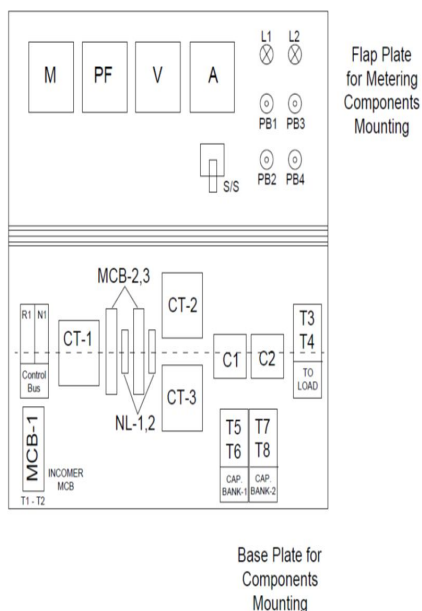 L1 L2
M PF V A
PB1 PB3
PB2 PB4
S/S
Flap Plate
for Metering
Components
Mounting
MCB-2,3
R1 N1
CT-1
CT-2
CT-3
C1 C2
T3
T4
TO
LOAD
Control
Bus
NL-1,2
MCB-1
INCOMER
MCB
T1 - T2
T5 T7
T6 T8
CAP. CAP.
BANK-1 BANK-2
Base Plate for
Components
Mounting